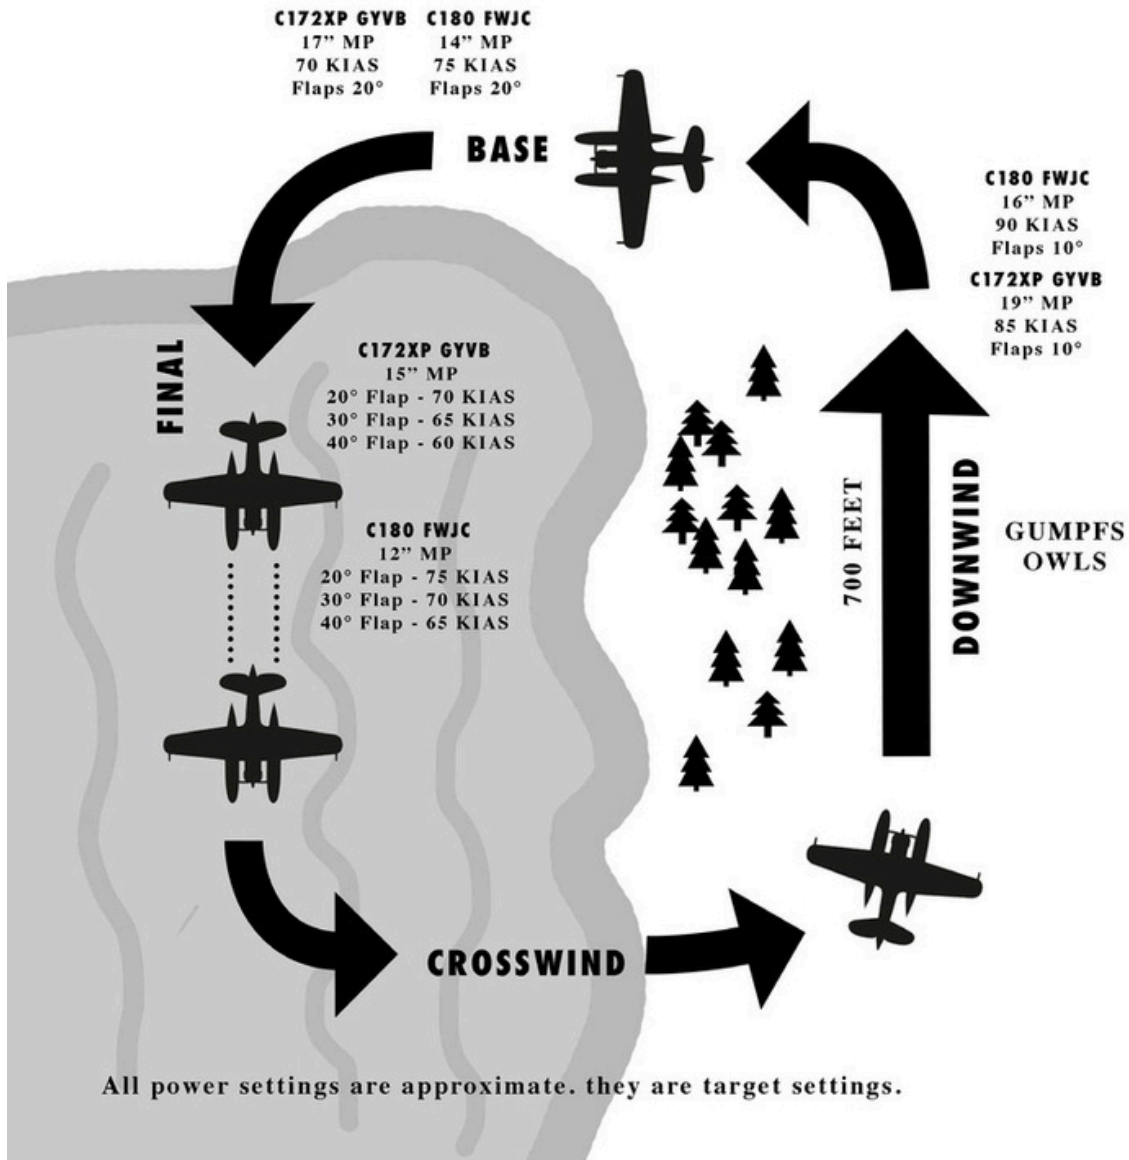 C172XP GYVB
17” MP
70 KIAS
Flaps 20°
C180 FWJC
14” MP
75 KIAS
Flaps 20°
BASE
C180 FWJC
16” MP
90 KIAS
Flaps 10°
C172XP GYVB
19” MP
85 KIAS
Flaps 10°
FINAL
C172XP GYVB
15” MP
20° Flap - 70 KIAS
30° Flap - 65 KIAS
40° Flap - 60 KIAS
C180 FWJC
12” MP
20° Flap - 75 KIAS
30° Flap - 70 KIAS
40° Flap - 65 KIAS
700 FEET
DOWNWIND
GUMPFS
OWLS
CROSSWIND
All power settings are approximate. they are target settings.